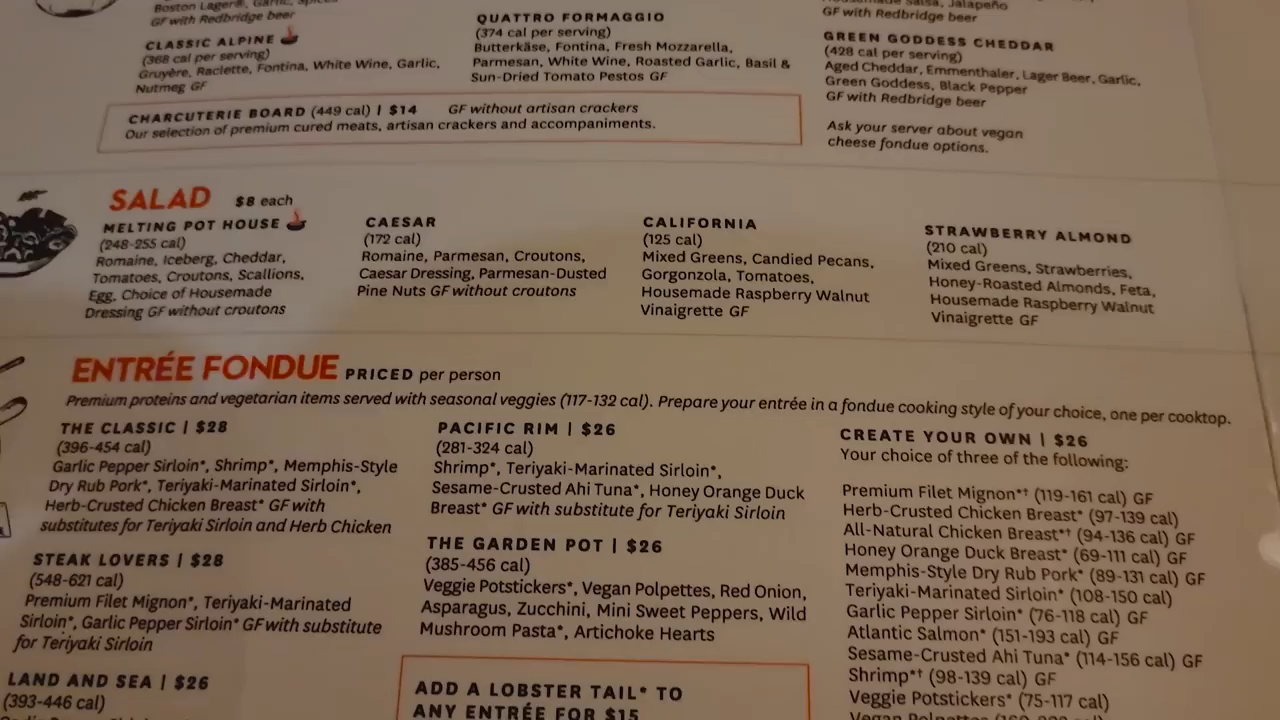 Boston Lager®, Garlic, Spices
GF with Redbridge beer
CLASSIC ALPINE
(368 cal per serving)
Gruyère, Raclette, Fontina, White Wine, Garlic,
Nutmeg GF
QUATTRO FORMAGGIO
(374 cal per serving)
Butterkäse, Fontina, Fresh Mozzarella,
Parmesan, White Wine, Roasted Garlic, Basil &
Sun-Dried Tomato Pestos GF
Housemade Salsa, Jalapeño
GF with Redbridge beer
GREEN GODDESS CHEDDAR
(428 cal per serving)
Aged Cheddar, Emmenthaler, Lager Beer, Garlic,
Green Goddess, Black Pepper
GF with Redbridge beer
Ask your server about vegan
cheese fondue options.
CHARCUTERIE BOARD (449 cal) | $14 GF without artisan crackers
Our selection of premium cured meats, artisan crackers and accompaniments.
SALAD $8 each
MELTING POT HOUSE
(248-255 cal)
Romaine, Iceberg, Cheddar,
Tomatoes, Croutons, Scallions,
Egg, Choice of Housemade
Dressing GF without croutons
CAESAR
(172 cal)
Romaine, Parmesan, Croutons,
Caesar Dressing, Parmesan-Dusted
Pine Nuts GF without croutons
CALIFORNIA
(125 cal)
Mixed Greens, Candied Pecans,
Gorgonzola, Tomatoes,
Housemade Raspberry Walnut
Vinaigrette GF
STRAWBERRY ALMOND
(210 cal)
Mixed Greens, Strawberries,
Honey-Roasted Almonds, Feta,
Housemade Raspberry Walnut
Vinaigrette GF
ENTRÉE FONDUE PRICED per person
Premium proteins and vegetarian items served with seasonal veggies (117-132 cal). Prepare your entrée in a fondue cooking style of your choice, one per cooktop.
THE CLASSIC | $28
(396-454 cal)
Garlic Pepper Sirloin*, Shrimp*, Memphis-Style
Dry Rub Pork*, Teriyaki-Marinated Sirloin*,
Herb-Crusted Chicken Breast* GF with
substitutes for Teriyaki Sirloin and Herb Chicken
STEAK LOVERS | $28
(548-621 cal)
Premium Filet Mignon*, Teriyaki-Marinated
Sirloin*, Garlic Pepper Sirloin* GF with substitute
for Teriyaki Sirloin
LAND AND SEA | $26
(393-446 cal)
PACIFIC RIM | $26
(281-324 cal)
Shrimp*, Teriyaki-Marinated Sirloin*,
Sesame-Crusted Ahi Tuna*, Honey Orange Duck
Breast* GF with substitute for Teriyaki Sirloin
THE GARDEN POT | $26
(385-456 cal)
Veggie Potstickers*, Vegan Polpettes, Red Onion,
Asparagus, Zucchini, Mini Sweet Peppers, Wild
Mushroom Pasta*, Artichoke Hearts
ADD A LOBSTER TAIL* TO
ANY ENTRÉE FOR $15
CREATE YOUR OWN | $26
Your choice of three of the following:
Premium Filet Mignon*† (119-161 cal) GF
Herb-Crusted Chicken Breast* (97-139 cal)
All-Natural Chicken Breast*† (94-136 cal) GF
Honey Orange Duck Breast* (69-111 cal) GF
Memphis-Style Dry Rub Pork* (89-131 cal) GF
Teriyaki-Marinated Sirloin* (108-150 cal)
Garlic Pepper Sirloin* (76-118 cal) GF
Atlantic Salmon* (151-193 cal) GF
Sesame-Crusted Ahi Tuna* (114-156 cal) GF
Shrimp*† (98-139 cal) GF
Veggie Potstickers* (75-117 cal)
Vegan Polpettes